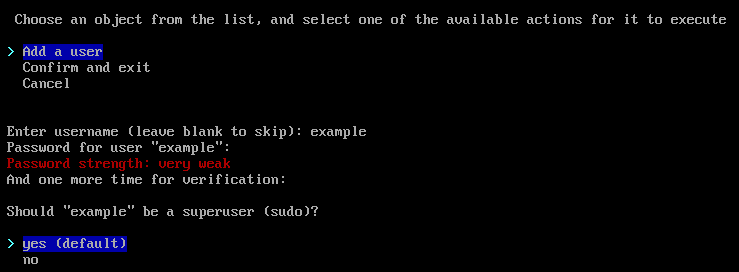 Choose an object from the list, and select one of the available actions for it to execute
> Add a user
Confirm and exit
Cancel
Enter username (leave blank to skip): example
Password for user "example":
Password strength: very weak
And one more time for verification:
Should "example" be a superuser (sudo)?
> yes (default)
no